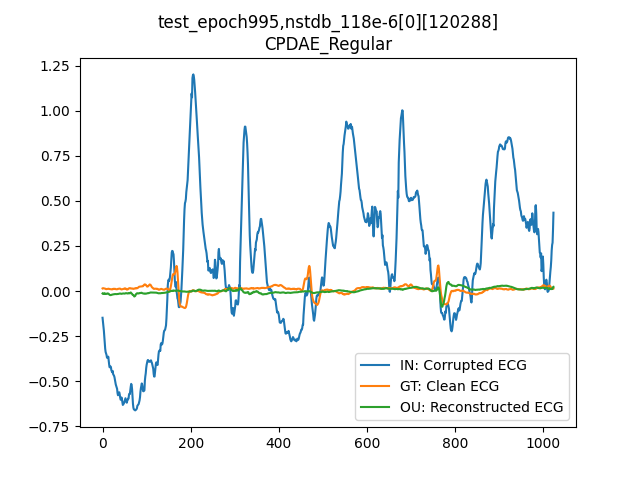 test_epoch995,nstdb_118e-6[0][120288]
CPDAE_Regular
1.25
1.00
0.75
0.50
0.25
0.00
−0.25
−0.50
−0.75
IN: Corrupted ECG
GT: Clean ECG
OU: Reconstructed ECG
0 200 400 600 800 1000